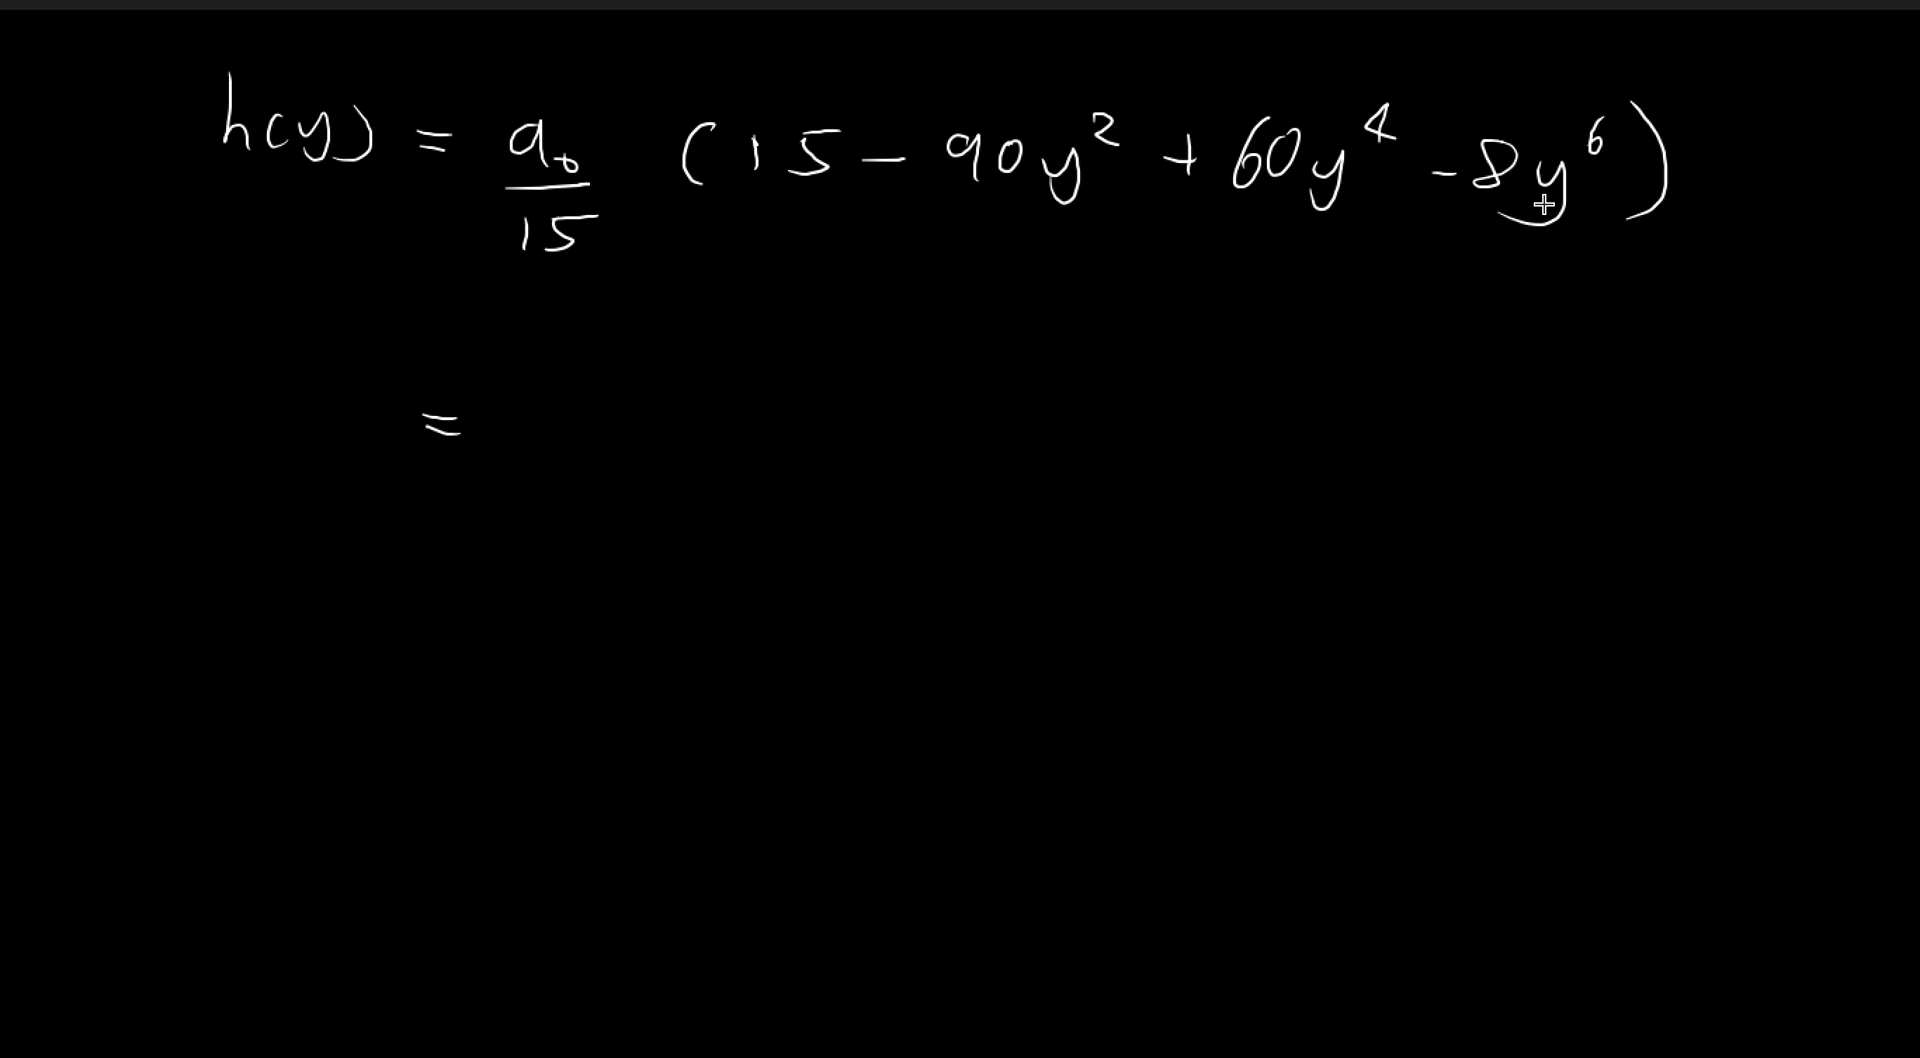 h(y) = a₀/15 (15 - 90y² + 60y⁴ - 8y⁶)
=